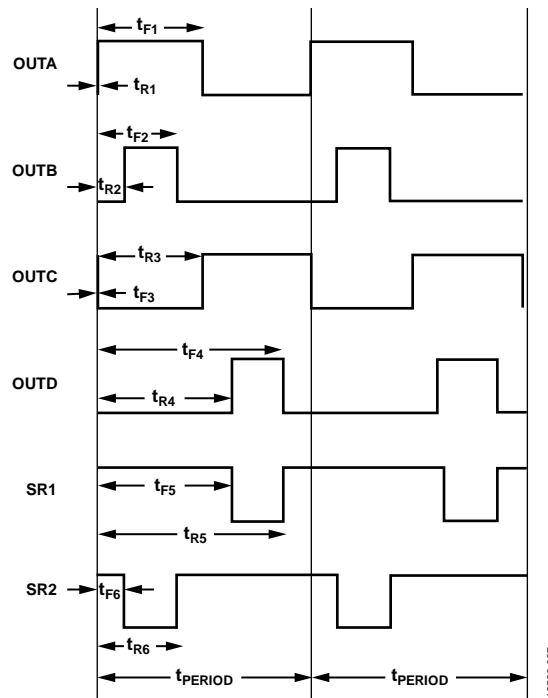 tF1
OUTA
tR1
tF2
OUTB
tR2
tR3
OUTC
tF3
tF4
OUTD
tR4
SR1
tF5
tR5
SR2
tF6
tR6
tPERIOD tPERIOD